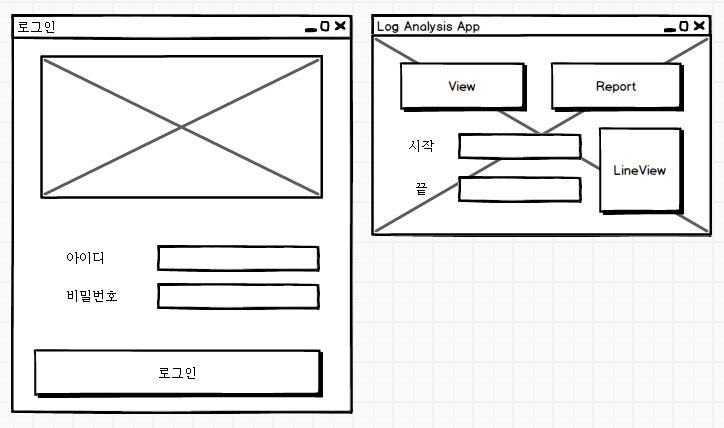 로그인
아이디
비밀번호
로그인
Log Analysis App
View
Report
시작
끝
LineView